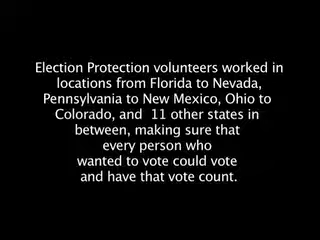 Election Protection volunteers worked in
locations from Florida to Nevada,
Pennsylvania to New Mexico, Ohio to
Colorado, and  11 other states in
between, making sure that
every person who
wanted to vote could vote
and have that vote count.